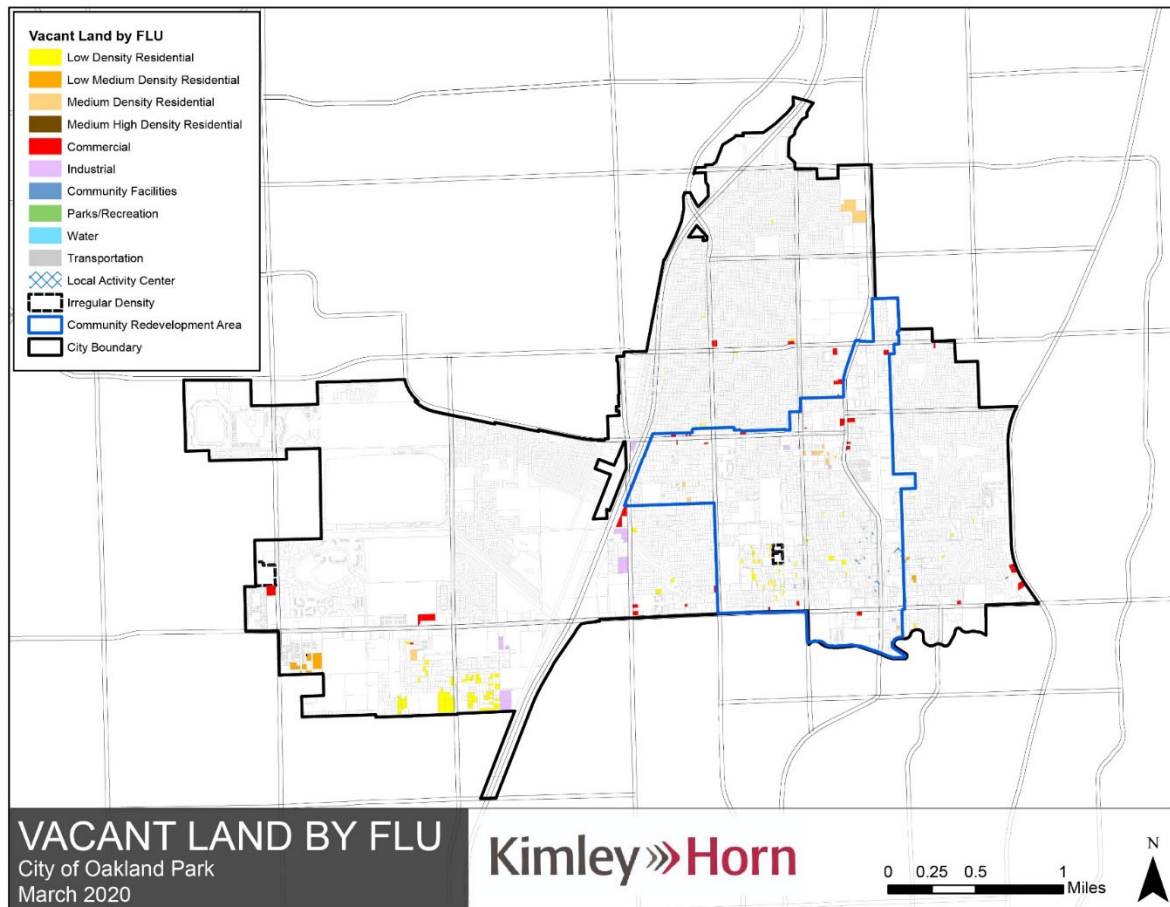 Vacant Land by FLU
Low Density Residential
Low Medium Density Residential
Medium Density Residential
Medium High Density Residential
Commercial
Industrial
Community Facilities
Parks/Recreation
Water
Transportation
Local Activity Center
Irregular Density
Community Redevelopment Area
City Boundary
VACANT LAND BY FLU
City of Oakland Park
March 2020
Kimley Horn
0 0.25 0.5 1
Miles
N